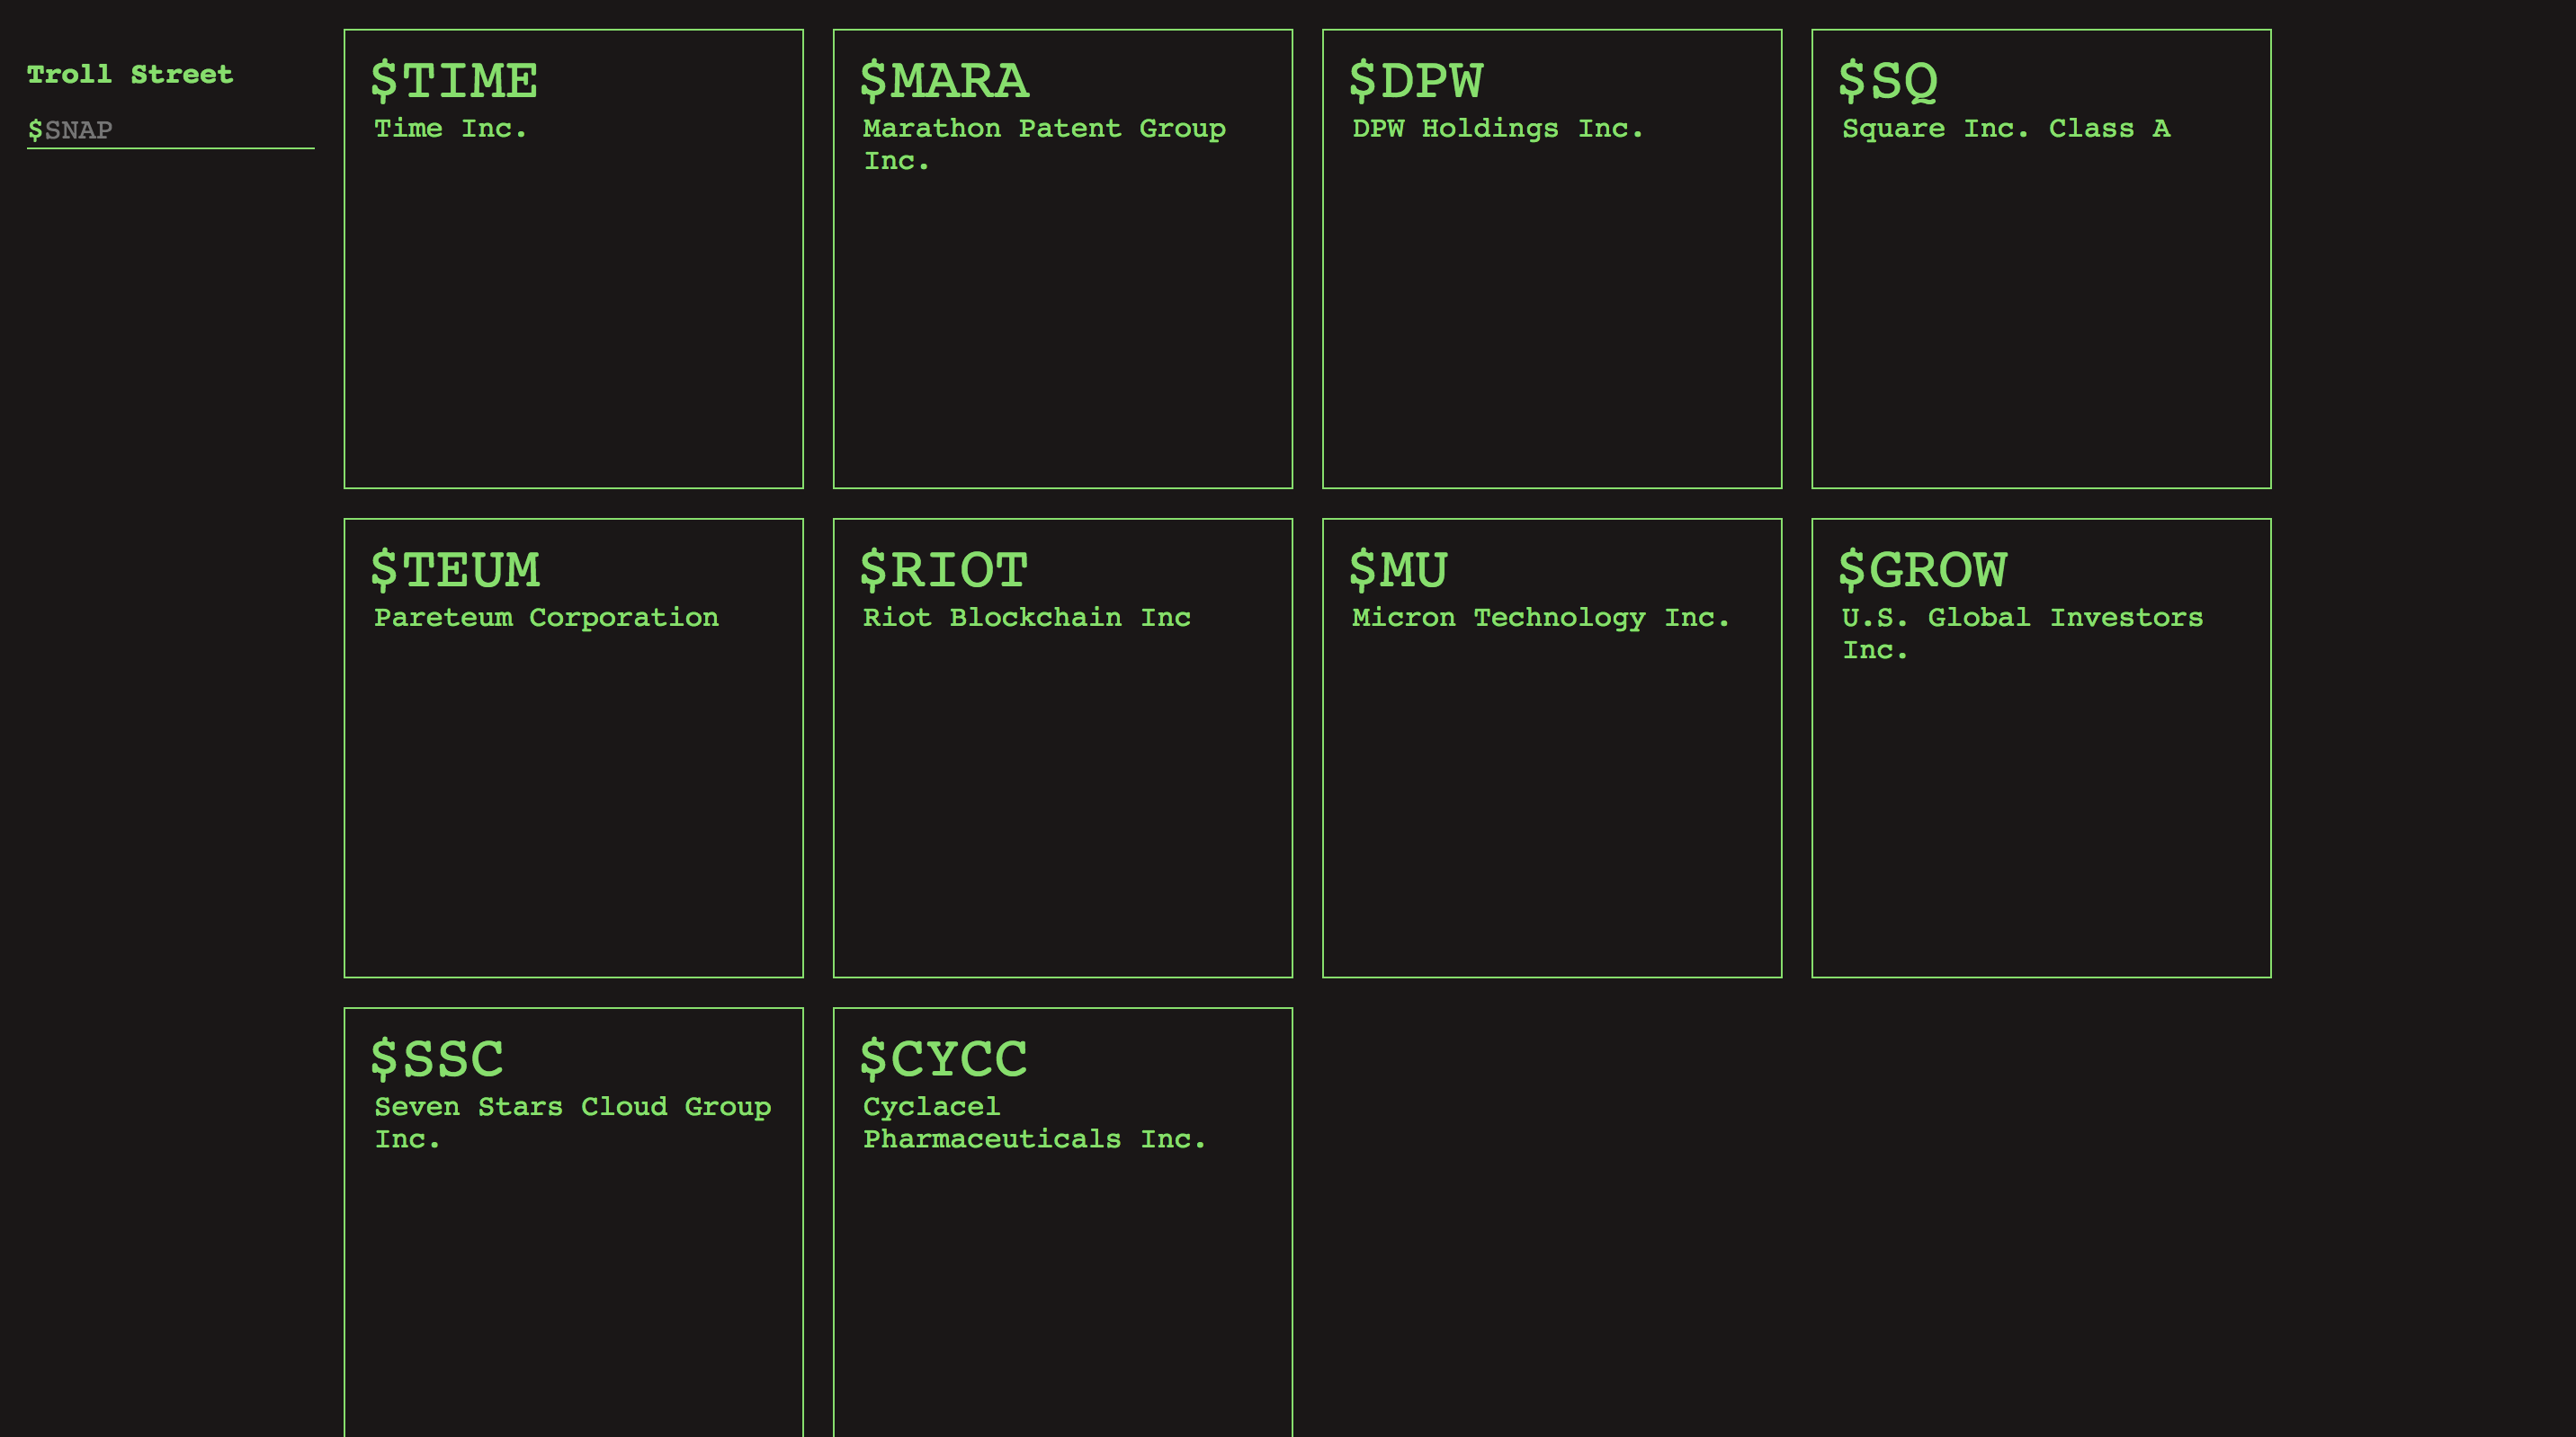 Troll Street
$SNAP
$TIME
Time Inc.
$MARA
Marathon Patent Group
Inc.
$DPW
DPW Holdings Inc.
$SQ
Square Inc. Class A
$TEUM
Pareteum Corporation
$RIOT
Riot Blockchain Inc
$MU
Micron Technology Inc.
$GROW
U.S. Global Investors
Inc.
$SSC
Seven Stars Cloud Group
Inc.
$CYCC
Cyclacel
Pharmaceuticals Inc.